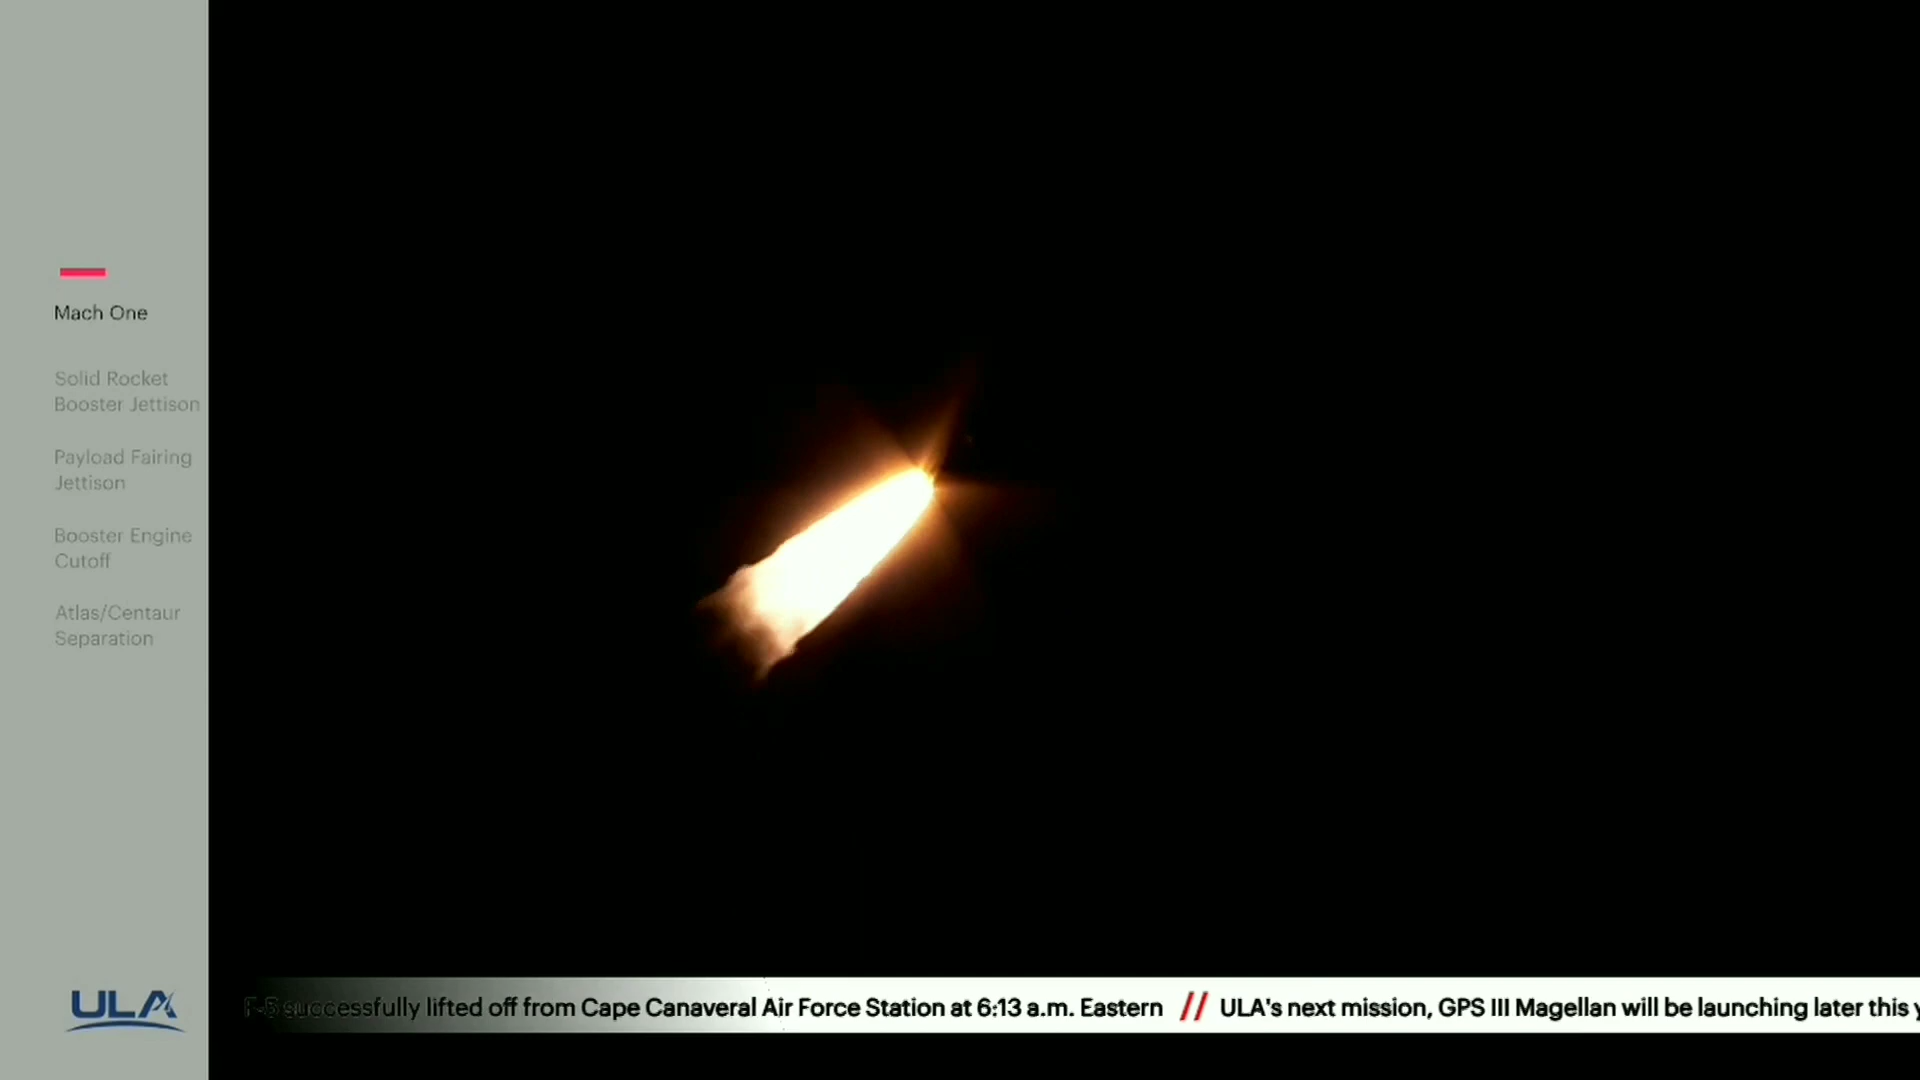 Mach One
Solid Rocket
Booster Jettison
Payload Fairing
Jettison
Booster Engine
Cutoff
Atlas/Centaur
Separation
ULA
successfully lifted off from Cape Canaveral Air Force Station at 6:13 a.m. Eastern // ULA's next mission, GPS III Magellan will be launching later this